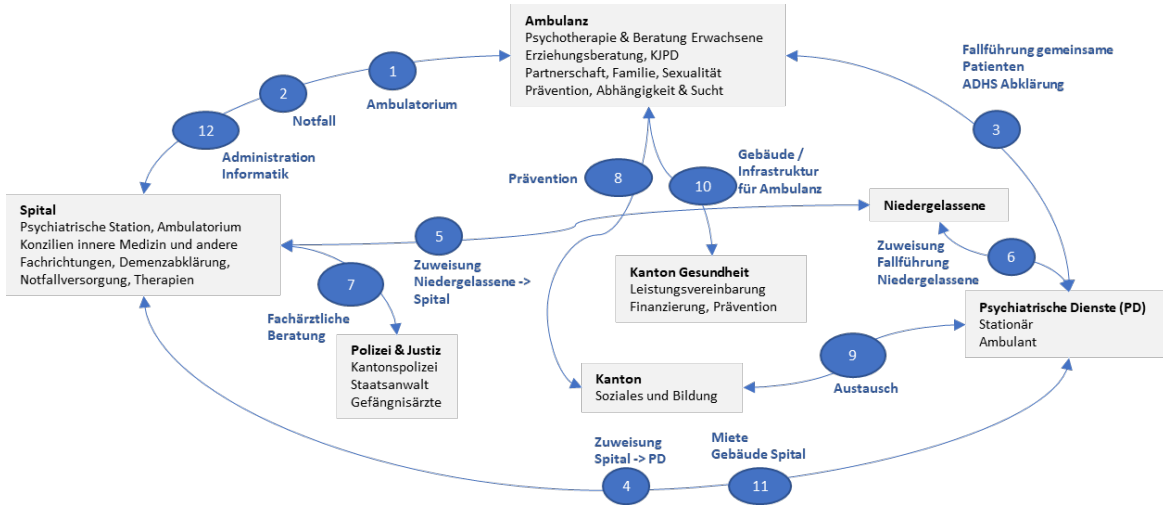 Ambulanz
Psychotherapie & Beratung Erwachsene
Erziehungsberatung, KJPD
Partnerschaft, Familie, Sexualität
Prävention, Abhängigkeit & Sucht
1
Ambulatorium
2
Notfall
12
Administration
Informatik
Fallführung gemeinsame
Patienten
ADHS Abklärung
3
Prävention
8
Gebäude /
Infrastruktur
für Ambulanz
10
Spital
Psychiatrische Station, Ambulatorium
Konzilien innere Medizin und andere
Fachrichtungen, Demenzabklärung,
Notfallversorgung, Therapien
5
Zuweisung
Niedergelassene ->
Spital
Niedergelassene
Zuweisung
Fallführung
Niedergelassene
6
7
Fachärztliche
Beratung
Kanton Gesundheit
Leistungsvereinbarung
Finanzierung, Prävention
Psychiatrische Dienste (PD)
Stationär
Ambulant
Polizei & Justiz
Kantonspolizei
Staatsanwalt
Gefängnisärzte
9
Austausch
Kanton
Soziales und Bildung
Zuweisung
Spital -> PD
4
Miete
Gebäude Spital
11